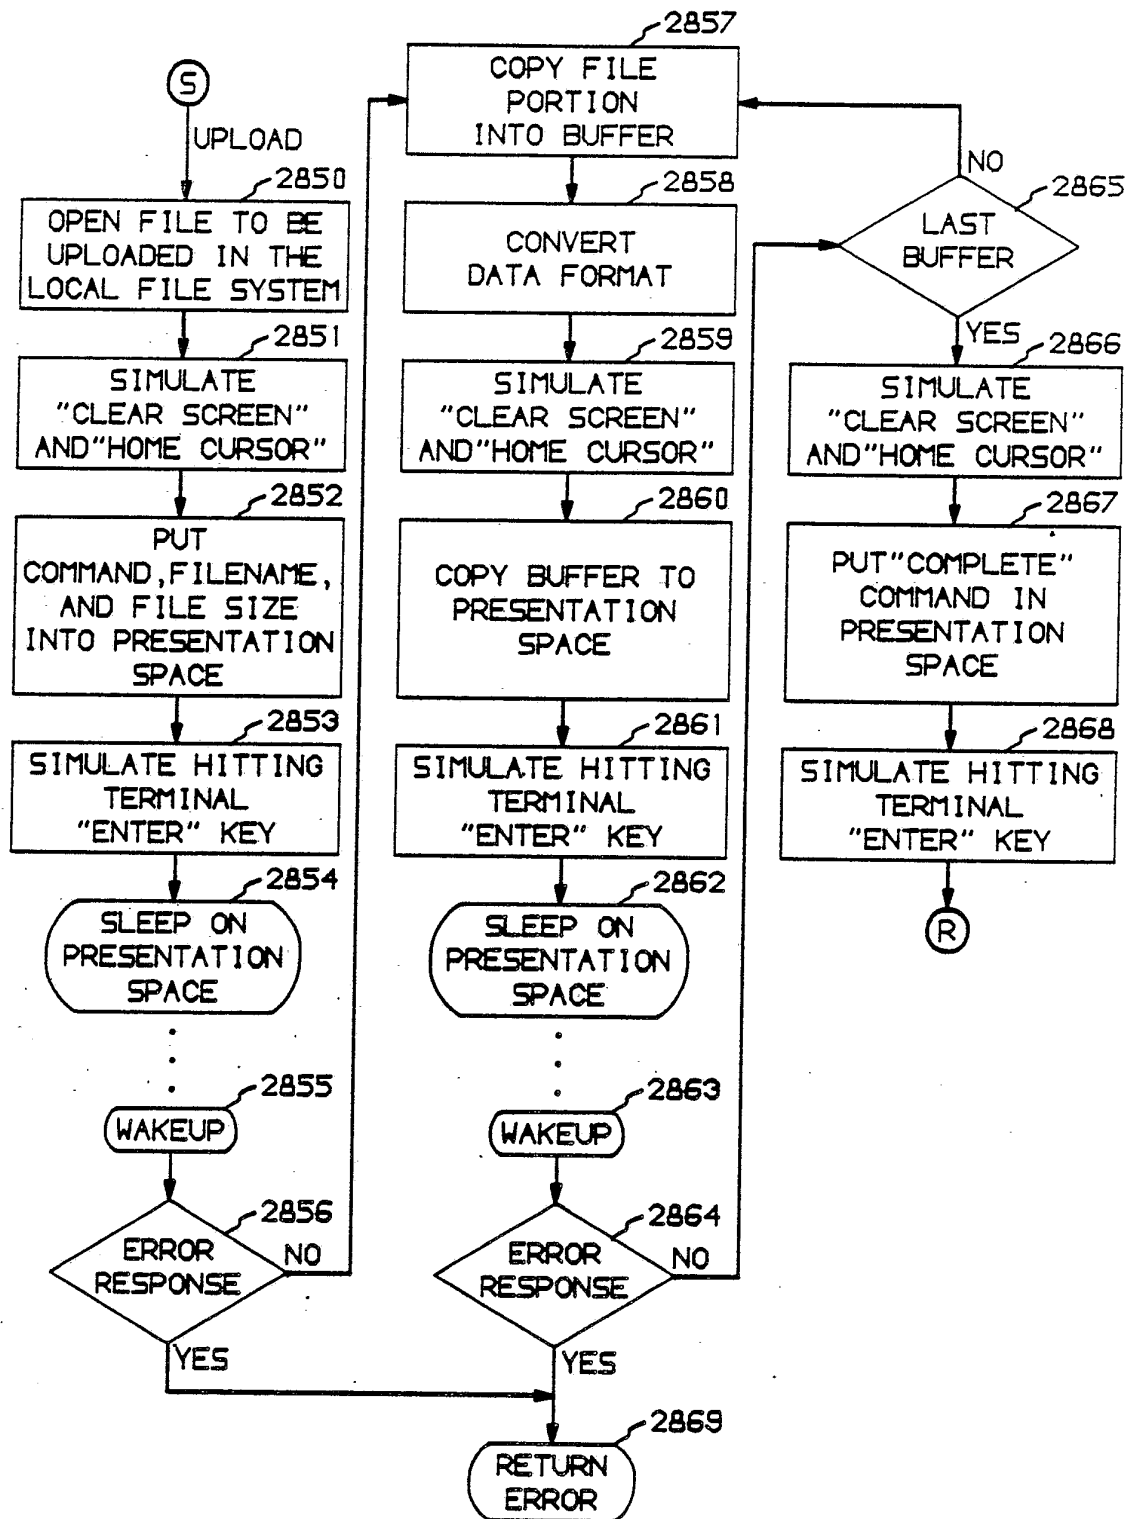 S
UPLOAD
2850
OPEN FILE TO BE
UPLOADED IN THE
LOCAL FILE SYSTEM
2851
SIMULATE
"CLEAR SCREEN"
AND"HOME CURSOR"
2852
PUT
COMMAND,FILENAME,
AND FILE SIZE
INTO PRESENTATION
SPACE
2853
SIMULATE HITTING
TERMINAL
"ENTER" KEY
2854
SLEEP ON
PRESENTATION
SPACE
2855
WAKEUP
2856
ERROR
RESPONSE
NO
YES
2857
COPY FILE
PORTION
INTO BUFFER
2858
CONVERT
DATA FORMAT
2859
SIMULATE
"CLEAR SCREEN"
AND"HOME CURSOR"
2860
COPY BUFFER TO
PRESENTATION
SPACE
2861
SIMULATE HITTING
TERMINAL
"ENTER" KEY
2862
SLEEP ON
PRESENTATION
SPACE
2863
WAKEUP
2864
ERROR
RESPONSE
NO
YES
2869
RETURN
ERROR
NO
2865
LAST
BUFFER
YES
2866
SIMULATE
"CLEAR SCREEN"
AND"HOME CURSOR"
2867
PUT"COMPLETE"
COMMAND IN
PRESENTATION
SPACE
2868
SIMULATE HITTING
TERMINAL
"ENTER" KEY
R